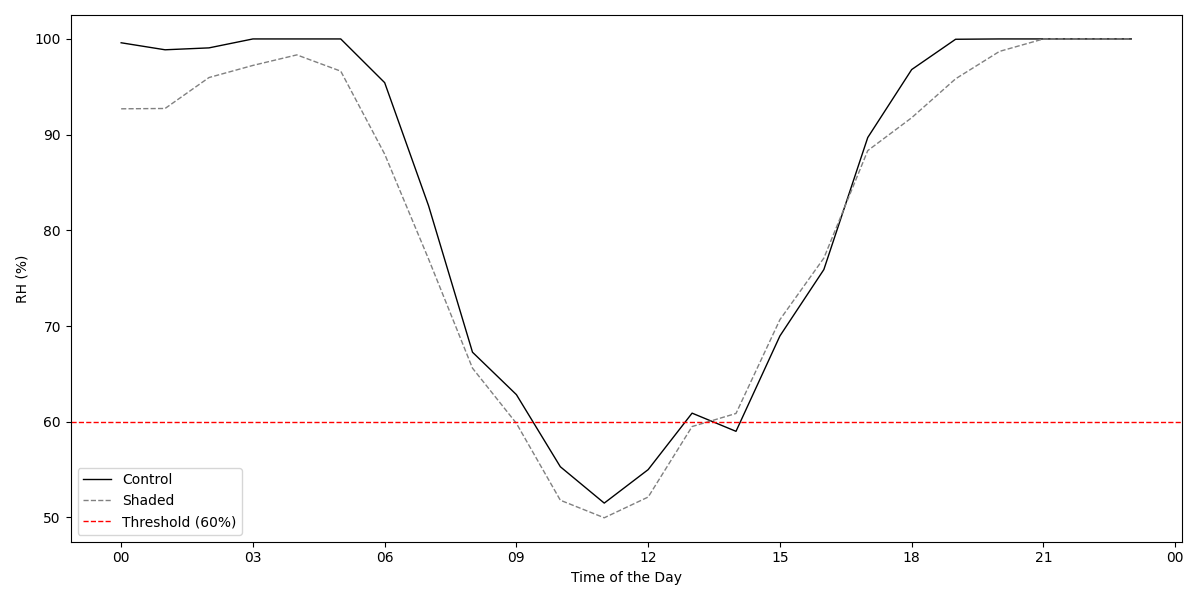 100
90
80
70
60
50
RH (%)
Control
Shaded
Threshold (60%)
00 03 06 09 12 15 18 21 00
Time of the Day